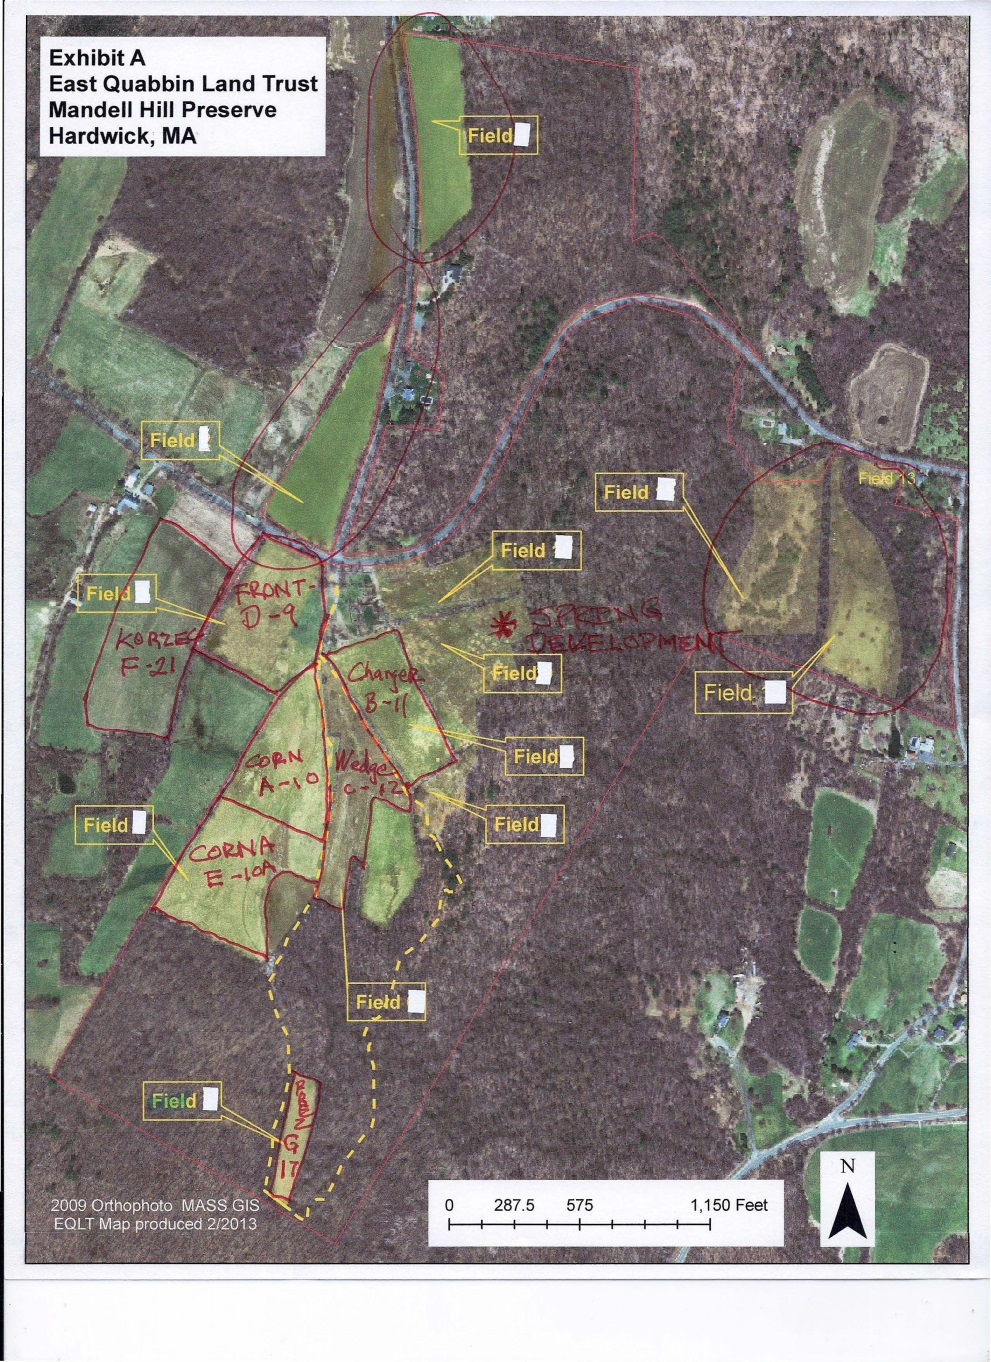 Exhibit A
East Quabbin Land Trust
Mandell Hill Preserve
Hardwick, MA
Field
Field
Field
Field 13
Field
Field
FRONT-
D-9
KORZEC
F-21
* SPRING
DEVELOPMENT
Field
Field
Charger
B-11
Field
CORN
A-10
Wedge
C-12
Field
Field
CORNA
E-10A
Field
Field
G
17
2009 Orthophoto MASS GIS
EQLT Map produced 2/2013
0 287.5 575 1,150 Feet
N